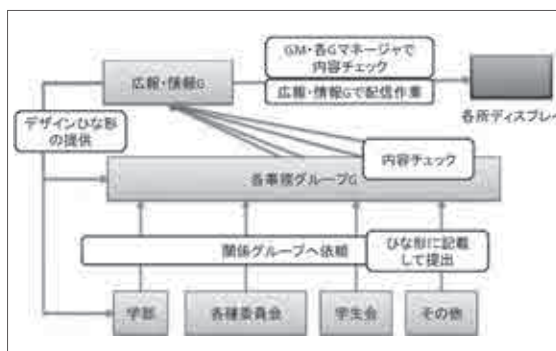 GM・各Gマネージャで
内容チェック
広報・情報G
広報・情報Gで配信作業
各所ディスプレイ
デザインひな形
の提供
内容チェック
各事務グループG
関係グループへ依頼
ひな形に記載
して提出
学部
各種委員会
学生会
その他